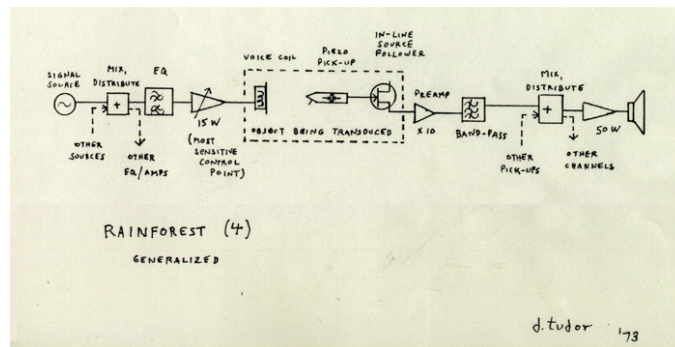 SIGNAL
SOURCE
MIX,
DISTRIBUTE
+
OTHER
SOURCES
OTHER
EQ/AMPS
EQ
15 W
(MOST
SENSITIVE
CONTROL
POINT)
VOICE COIL
PIEZO
PICK-UP
IN-LINE
SOURCE
FOLLOWER
OBJECT BEING TRANSDUCED
PREAMP
X 10
BAND-PASS
MIX,
DISTRIBUTE
+
OTHER
PICK-UPS
OTHER
CHANNELS
50 W
RAINFOREST (4)
GENERALIZED
d. tudor '73